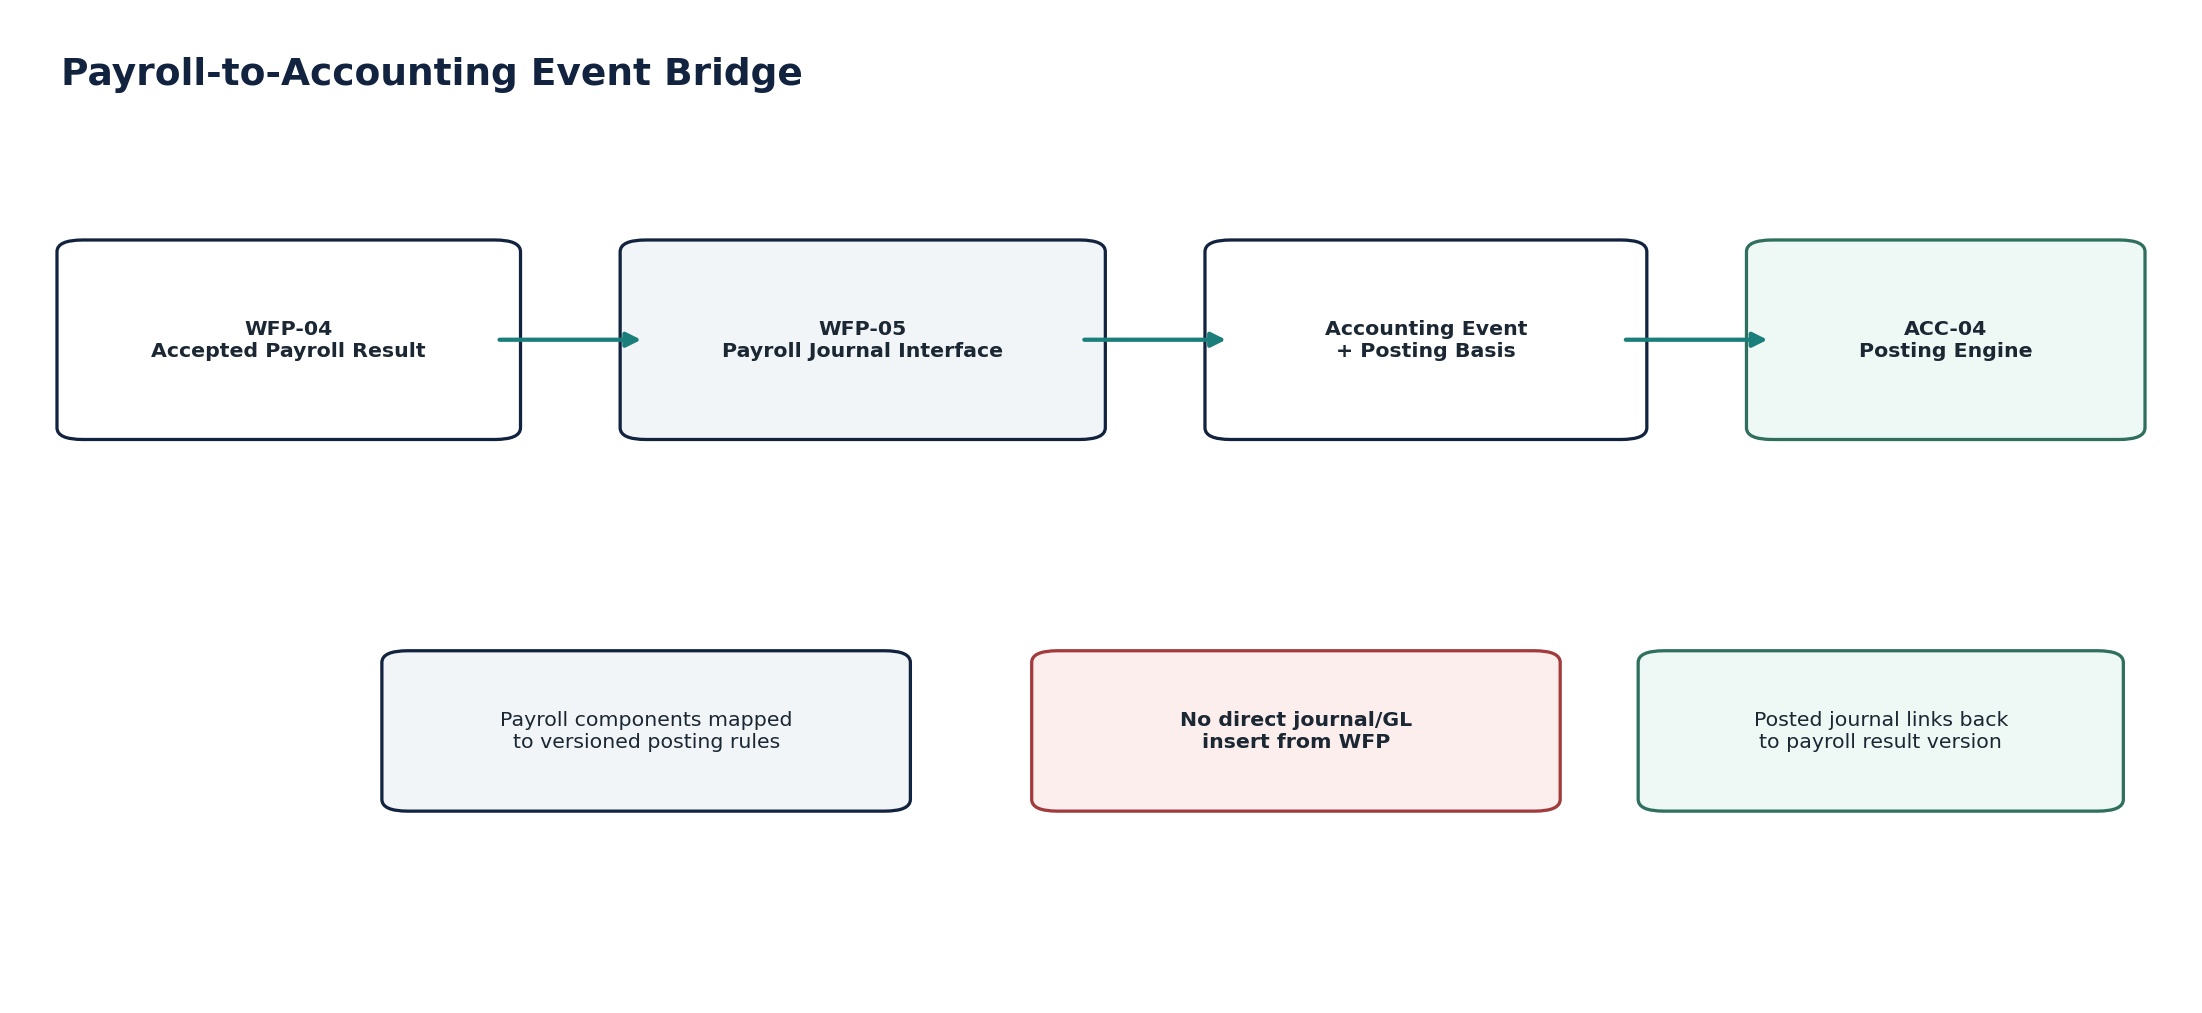 Payroll-to-Accounting Event Bridge
WFP-04
Accepted Payroll Result
WFP-05
Payroll Journal Interface
Accounting Event
+ Posting Basis
ACC-04
Posting Engine
Payroll components mapped
to versioned posting rules
No direct journal/GL
insert from WFP
Posted journal links back
to payroll result version